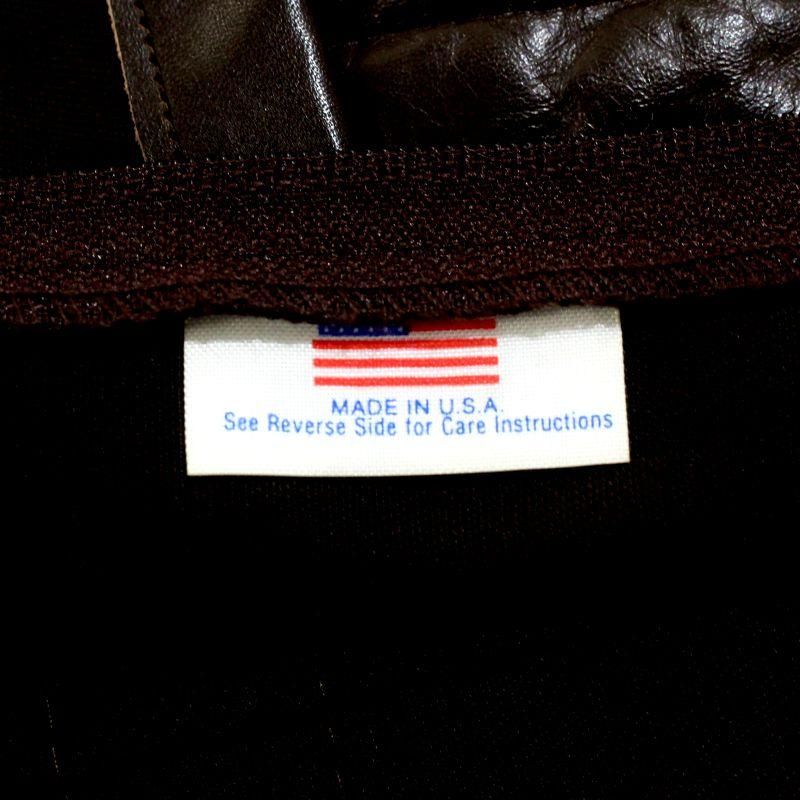 MADE IN U.S.A.
See Reverse Side for Care Instructions